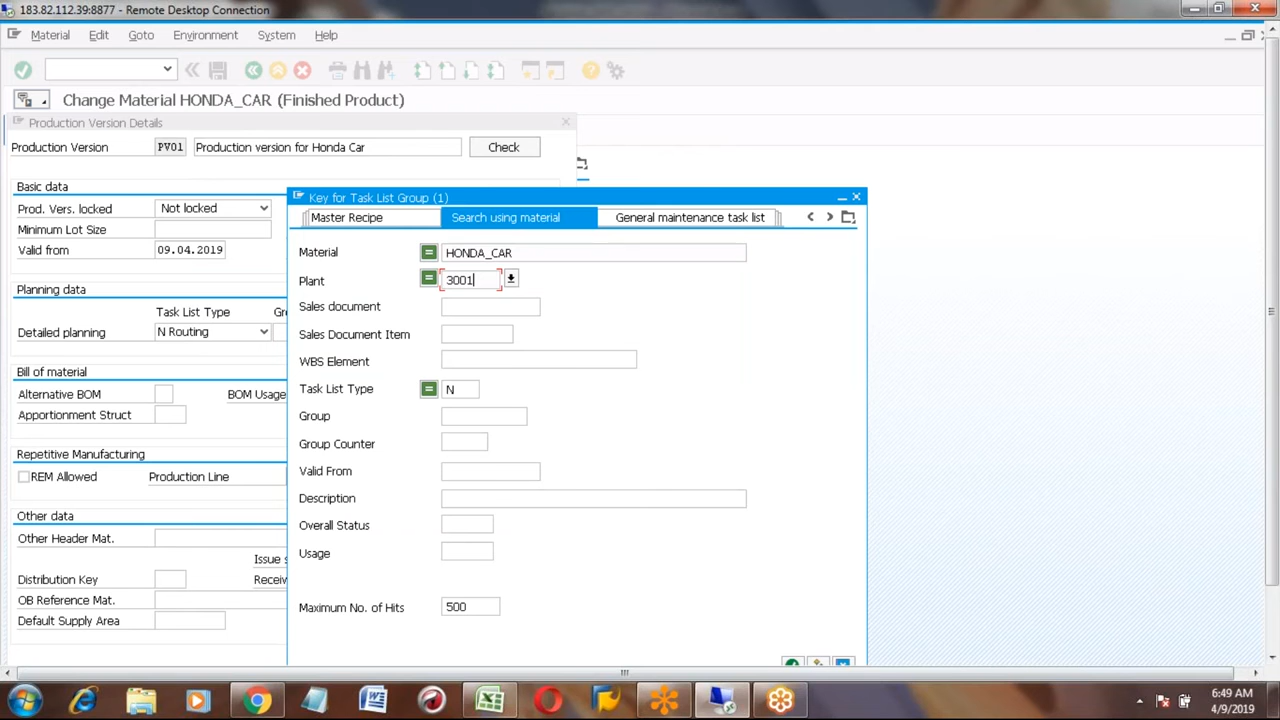 183.82.112.39:8877 - Remote Desktop Connection
Material Edit Goto Environment System Help
Change Material HONDA_CAR (Finished Product)
Production Version Details
Production Version PV01 Production version for Honda Car Check
Basic data
Prod. Vers. locked Not locked
Minimum Lot Size
Valid from 09.04.2019
Planning data
Task List Type
Detailed planning N Routing
Bill of material
Alternative BOM BOM Usage
Apportionment Struct
Repetitive Manufacturing
REM Allowed Production Line
Other data
Other Header Mat.
Issue
Distribution Key
OB Reference Mat.
Default Supply Area
Key for Task List Group (1)
Master Recipe Search using material General maintenance task list
Material = HONDA_CAR
Plant = 3001
Sales document
Sales Document Item
WBS Element
Task List Type = N
Group
Group Counter
Valid From
Description
Overall Status
Usage
Maximum No. of Hits 500
6:49 AM
4/9/2019